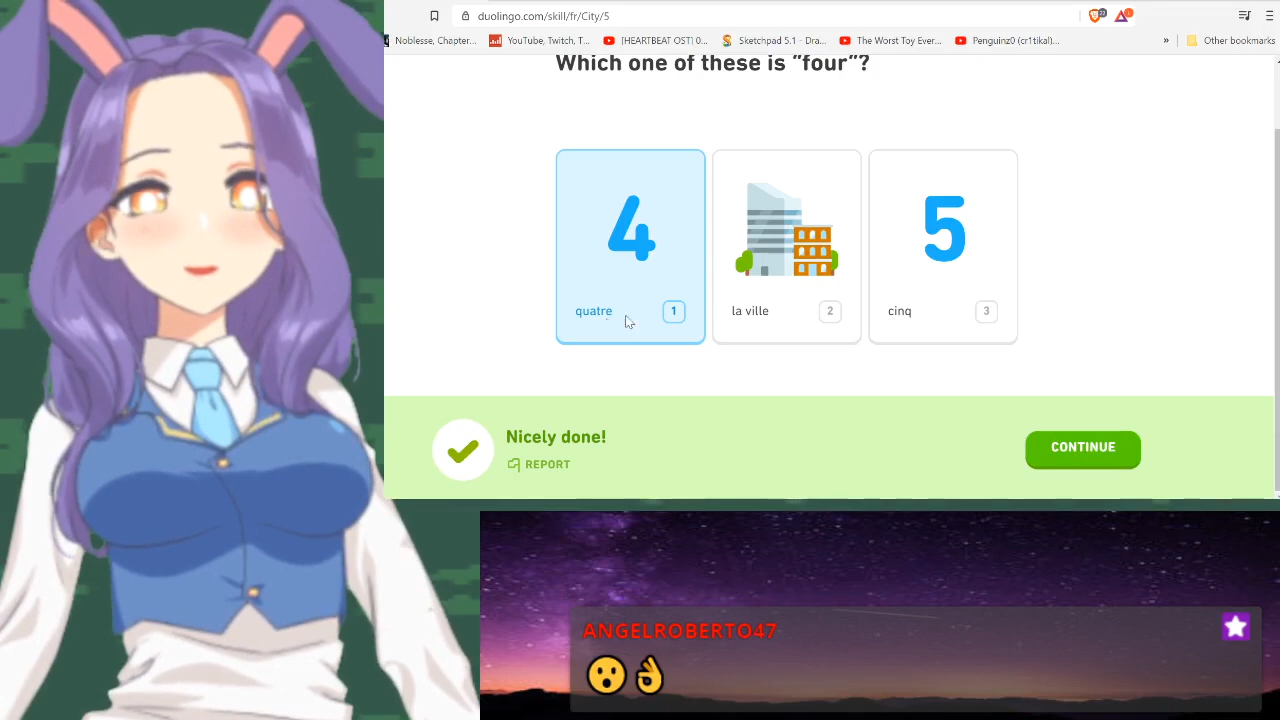 duolingo.com/skill/fr/City/5
22
1
Noblesse, Chapter...
YouTube, Twitch, T...
[HEARTBEAT OST] 0...
Sketchpad 5.1 - Dra...
The Worst Toy Ever...
Penguinz0 (cr1tikal)...
»
Other bookmarks
Which one of these is "four"?
4
5
quatre 1
la ville 2
cinq 3
Nicely done!
REPORT
CONTINUE
ANGELROBERTO47
😮👌